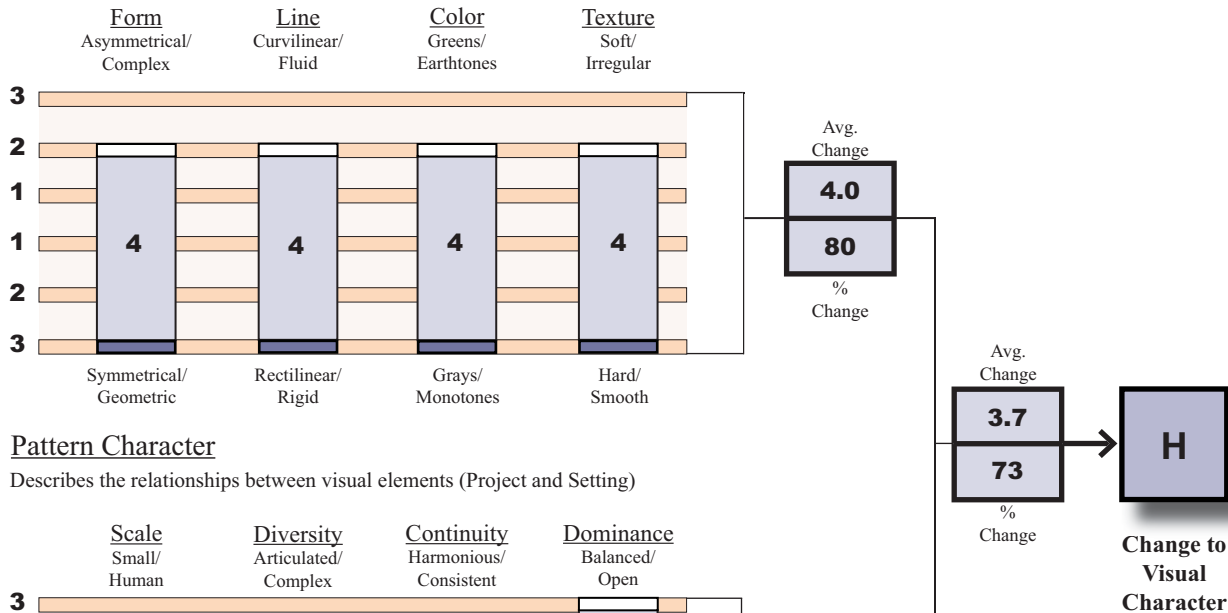 Form Line Color Texture
Asymmetrical/ Curvilinear/ Greens/ Soft/
Complex Fluid Earthtones Irregular
3
2
1
1
2
3
4 4 4 4
Symmetrical/ Rectilinear/ Grays/ Hard/
Geometric Rigid Monotones Smooth
Avg.
Change
4.0
80
%
Change
Pattern Character
Describes the relationships between visual elements (Project and Setting)
Scale Diversity Continuity Dominance
Small/ Articulated/ Harmonious/ Balanced/
Human Complex Consistent Open
3
Avg.
Change
3.7
73
%
Change
H
Change to
Visual
Character